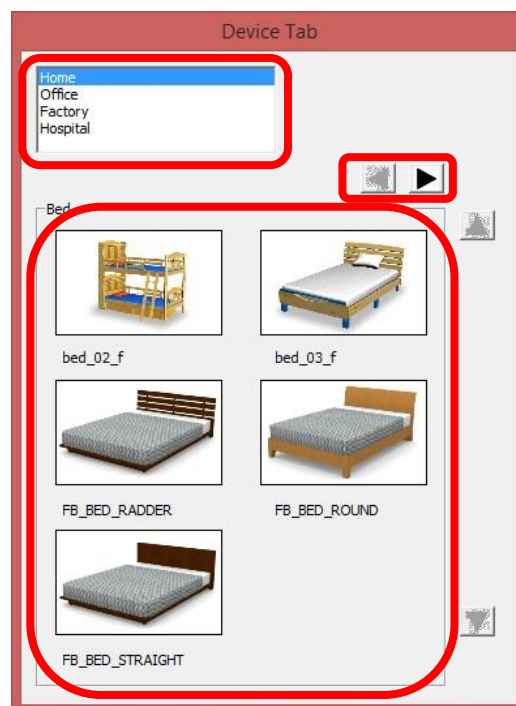 Device Tab
Home
Office
Factory
Hospital
Bed
bed_02_f
bed_03_f
FB_BED_RADDER
FB_BED_ROUND
FB_BED_STRAIGHT